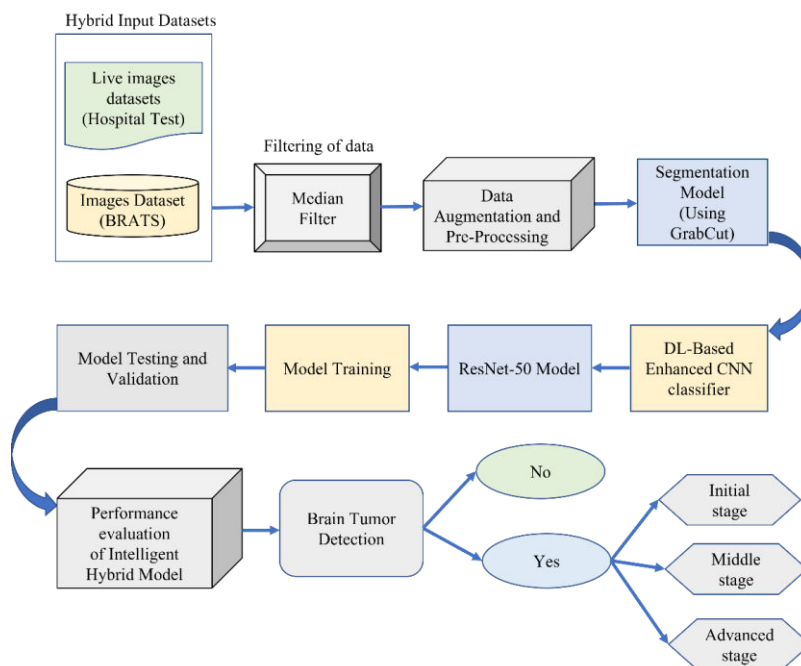 Hybrid Input Datasets
Live images
datasets
(Hospital Test)
Images Dataset
(BRATS)
Filtering of data
Median
Filter
Data
Augmentation and
Pre-Processing
Segmentation
Model
(Using
GrabCut)
DL-Based
Enhanced CNN
classifier
ResNet-50 Model
Model Training
Model Testing and
Validation
Performance
evaluation
of Intelligent
Hybrid Model
Brain Tumor
Detection
No
Yes
Initial
stage
Middle
stage
Advanced
stage